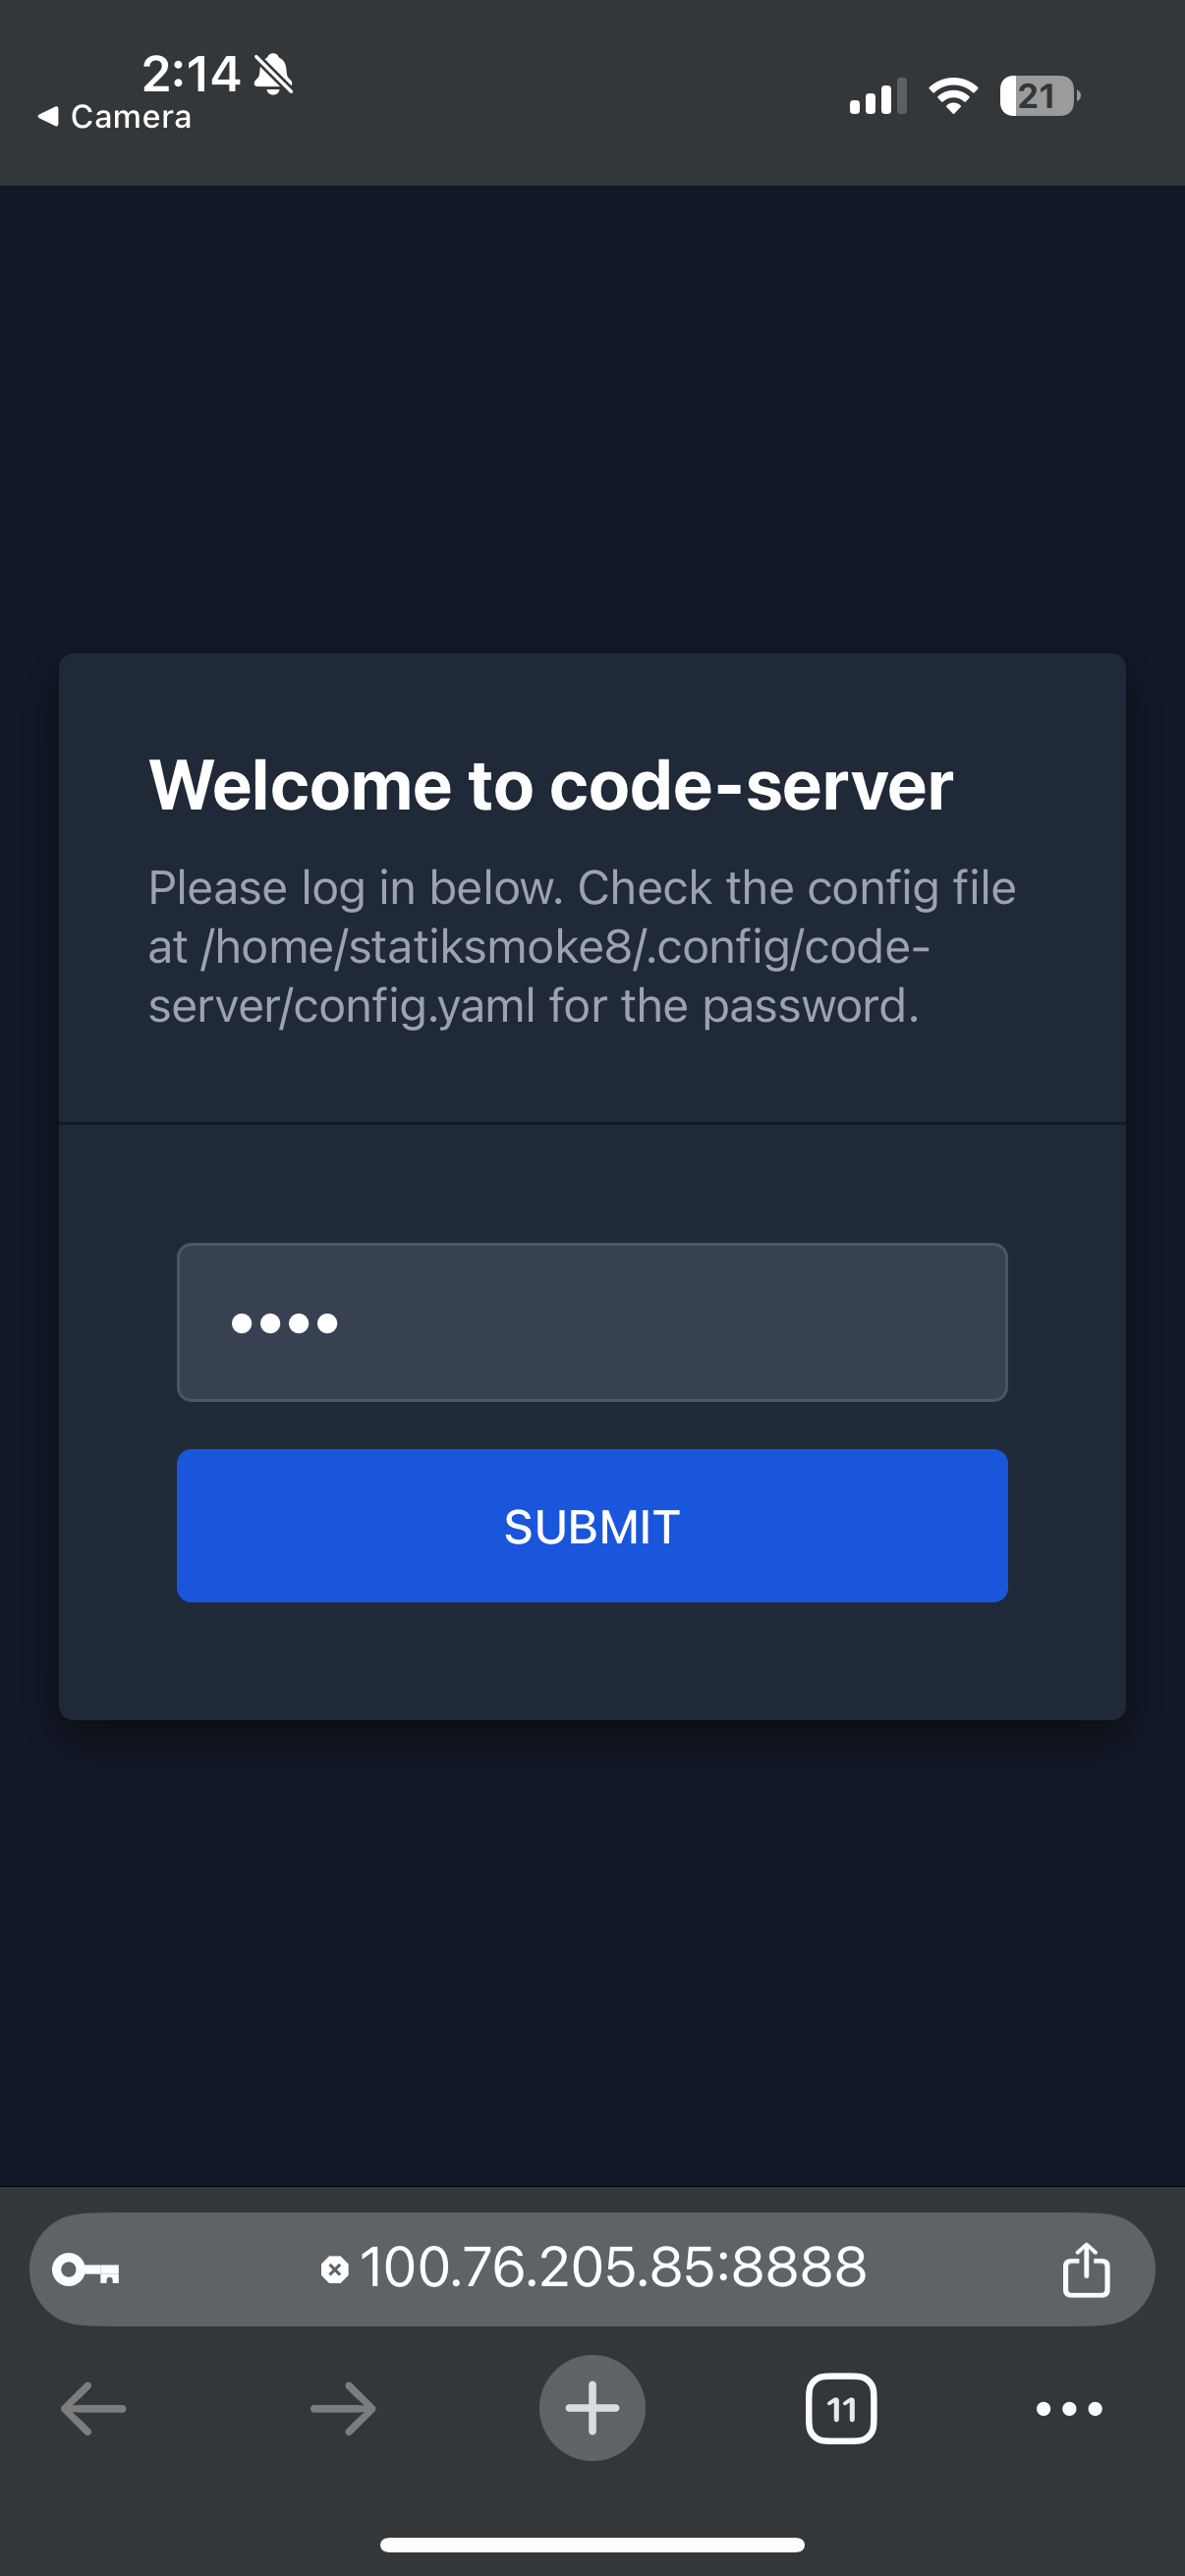 2:14
◀ Camera
21
Welcome to code-server
Please log in below. Check the config file
at /home/statiksmoke8/.config/code-
server/config.yaml for the password.
••••
SUBMIT
100.76.205.85:8888
11